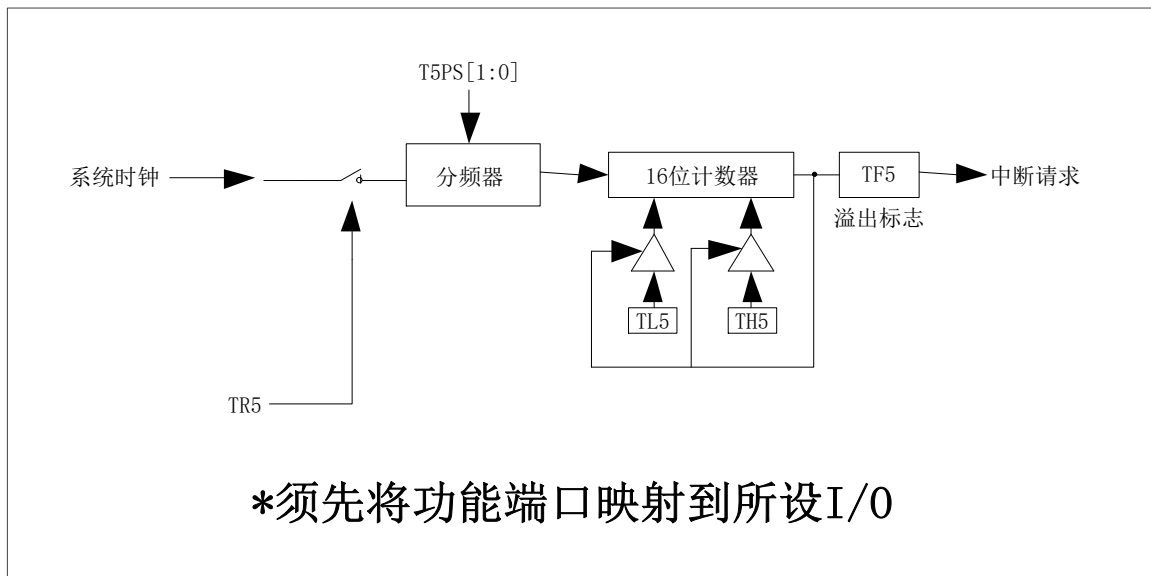 T5PS[1:0]
系统时钟
分频器
16位计数器
TF5
中断请求
溢出标志
TL5
TH5
TR5
*须先将功能端口映射到所设I/O